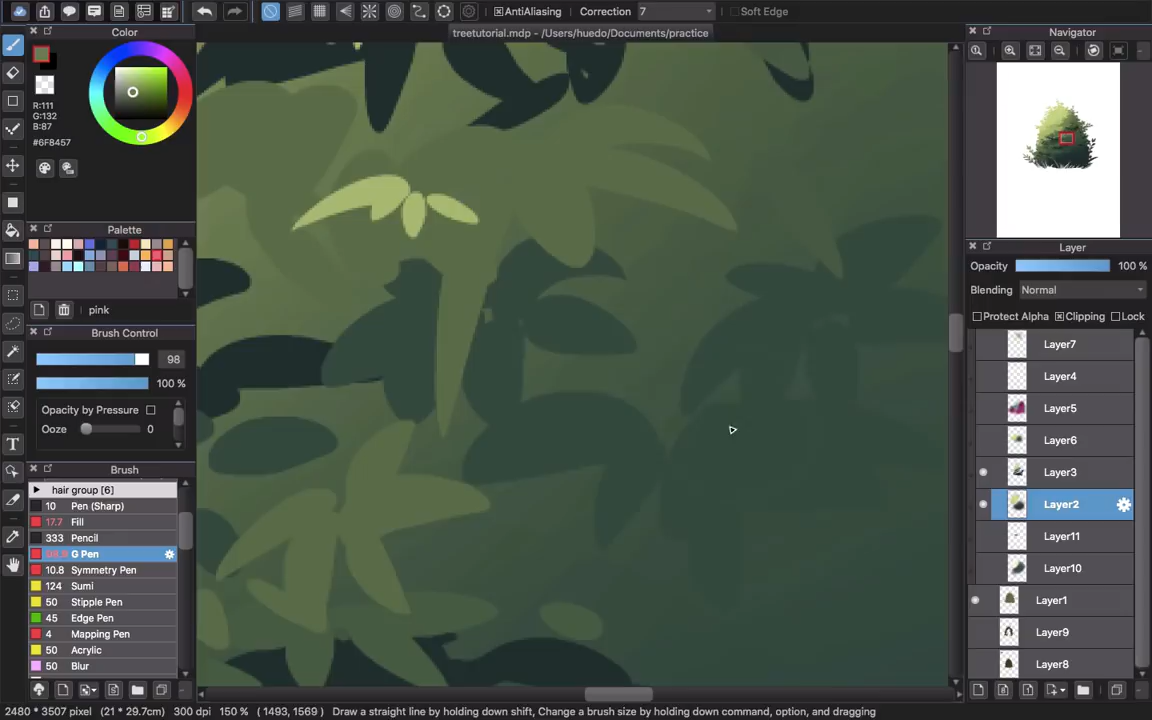 AntiAliasing Correction 7 Soft Edge
treetutorial.mdp - /Users/huedo/Documents/practice
Color
R:111
G:132
B:87
#6F8457
Palette
pink
Brush Control
98
100 %
Opacity by Pressure
Ooze 0
Brush
hair group [6]
10 Pen (Sharp)
17.7 Fill
333 Pencil
G Pen
10.8 Symmetry Pen
124 Sumi
50 Stipple Pen
45 Edge Pen
4 Mapping Pen
50 Acrylic
50 Blur
Navigator
Layer
Opacity 100 %
Blending Normal
Protect Alpha Clipping Lock
Layer7
Layer4
Layer5
Layer6
Layer3
Layer2
Layer11
Layer10
Layer1
Layer9
Layer8
2480 * 3507 pixel (21 * 29.7cm) 300 dpi 150 % ( 1493, 1569 ) Draw a straight line by holding down shift, Change a brush size by holding down command, option, and dragging